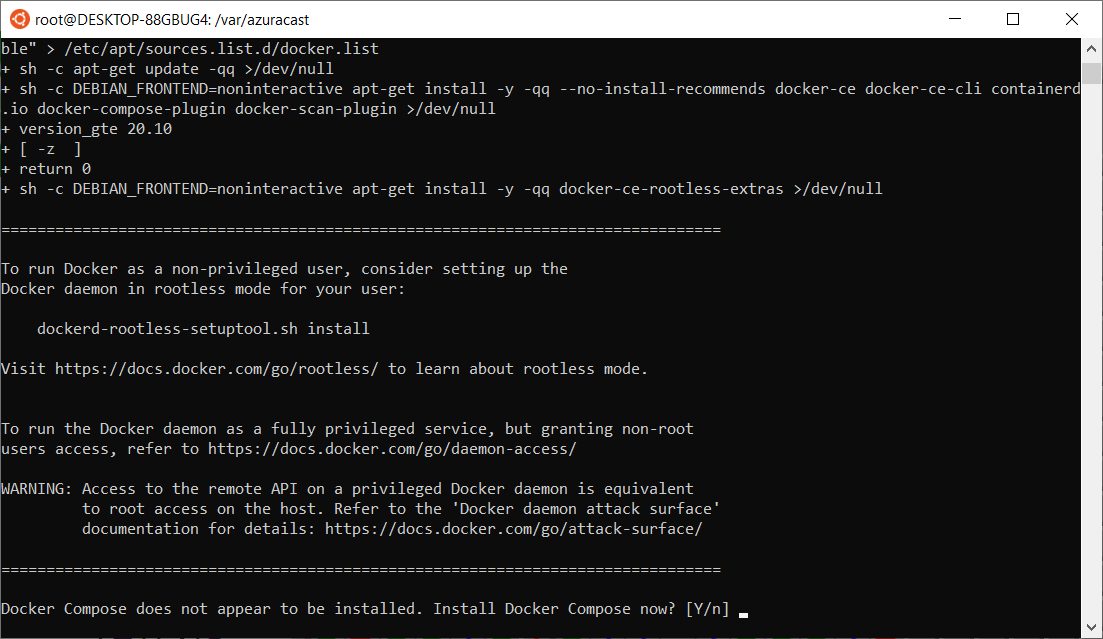 root@DESKTOP-88GBUG4: /var/azuracast
ble" > /etc/apt/sources.list.d/docker.list
+ sh -c apt-get update -qq >/dev/null
+ sh -c DEBIAN_FRONTEND=noninteractive apt-get install -y -qq --no-install-recommends docker-ce docker-ce-cli containerd
.io docker-compose-plugin docker-scan-plugin >/dev/null
+ version_gte 20.10
+ [ -z  ]
+ return 0
+ sh -c DEBIAN_FRONTEND=noninteractive apt-get install -y -qq docker-ce-rootless-extras >/dev/null
================================================================================
To run Docker as a non-privileged user, consider setting up the
Docker daemon in rootless mode for your user:
    dockerd-rootless-setuptool.sh install
Visit https://docs.docker.com/go/rootless/ to learn about rootless mode.
To run the Docker daemon as a fully privileged service, but granting non-root
users access, refer to https://docs.docker.com/go/daemon-access/
WARNING: Access to the remote API on a privileged Docker daemon is equivalent
         to root access on the host. Refer to the 'Docker daemon attack surface'
         documentation for details: https://docs.docker.com/go/attack-surface/
================================================================================
Docker Compose does not appear to be installed. Install Docker Compose now? [Y/n]